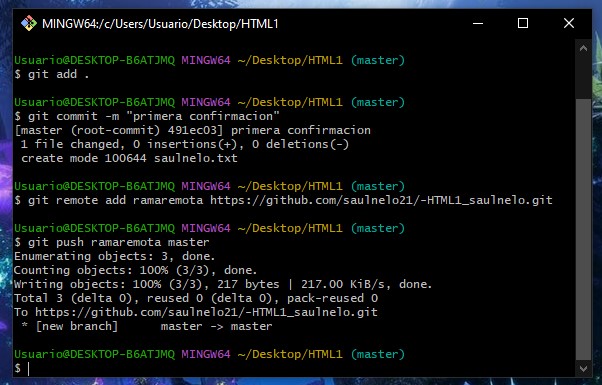 MINGW64:/c/Users/Usuario/Desktop/HTML1
Usuario@DESKTOP-B6ATJMQ MINGW64 ~/Desktop/HTML1 (master)
$ git add .
Usuario@DESKTOP-B6ATJMQ MINGW64 ~/Desktop/HTML1 (master)
$ git commit -m "primera confirmacion"
[master (root-commit) 491ec03] primera confirmacion
1 file changed, 0 insertions(+), 0 deletions(-)
create mode 100644 saulnelo.txt
Usuario@DESKTOP-B6ATJMQ MINGW64 ~/Desktop/HTML1 (master)
$ git remote add ramaremota https://github.com/saulnelo21/-HTML1_saulnelo.git
Usuario@DESKTOP-B6ATJMQ MINGW64 ~/Desktop/HTML1 (master)
$ git push ramaremota master
Enumerating objects: 3, done.
Counting objects: 100% (3/3), done.
Writing objects: 100% (3/3), 217 bytes | 217.00 KiB/s, done.
Total 3 (delta 0), reused 0 (delta 0), pack-reused 0
To https://github.com/saulnelo21/-HTML1_saulnelo.git
* [new branch]      master -> master
Usuario@DESKTOP-B6ATJMQ MINGW64 ~/Desktop/HTML1 (master)
$